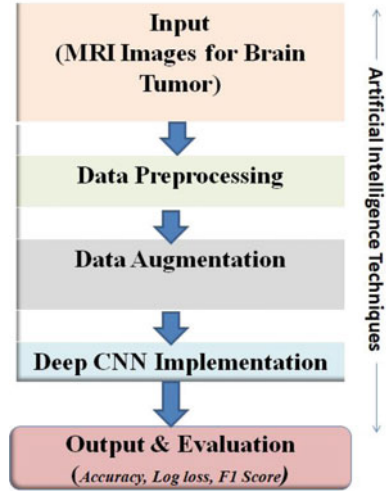 Input
(MRI Images for Brain
Tumor)
Data Preprocessing
Data Augmentation
Deep CNN Implementation
Output & Evaluation
(Accuracy, Log loss, F1 Score)
Artificial Intelligence Techniques